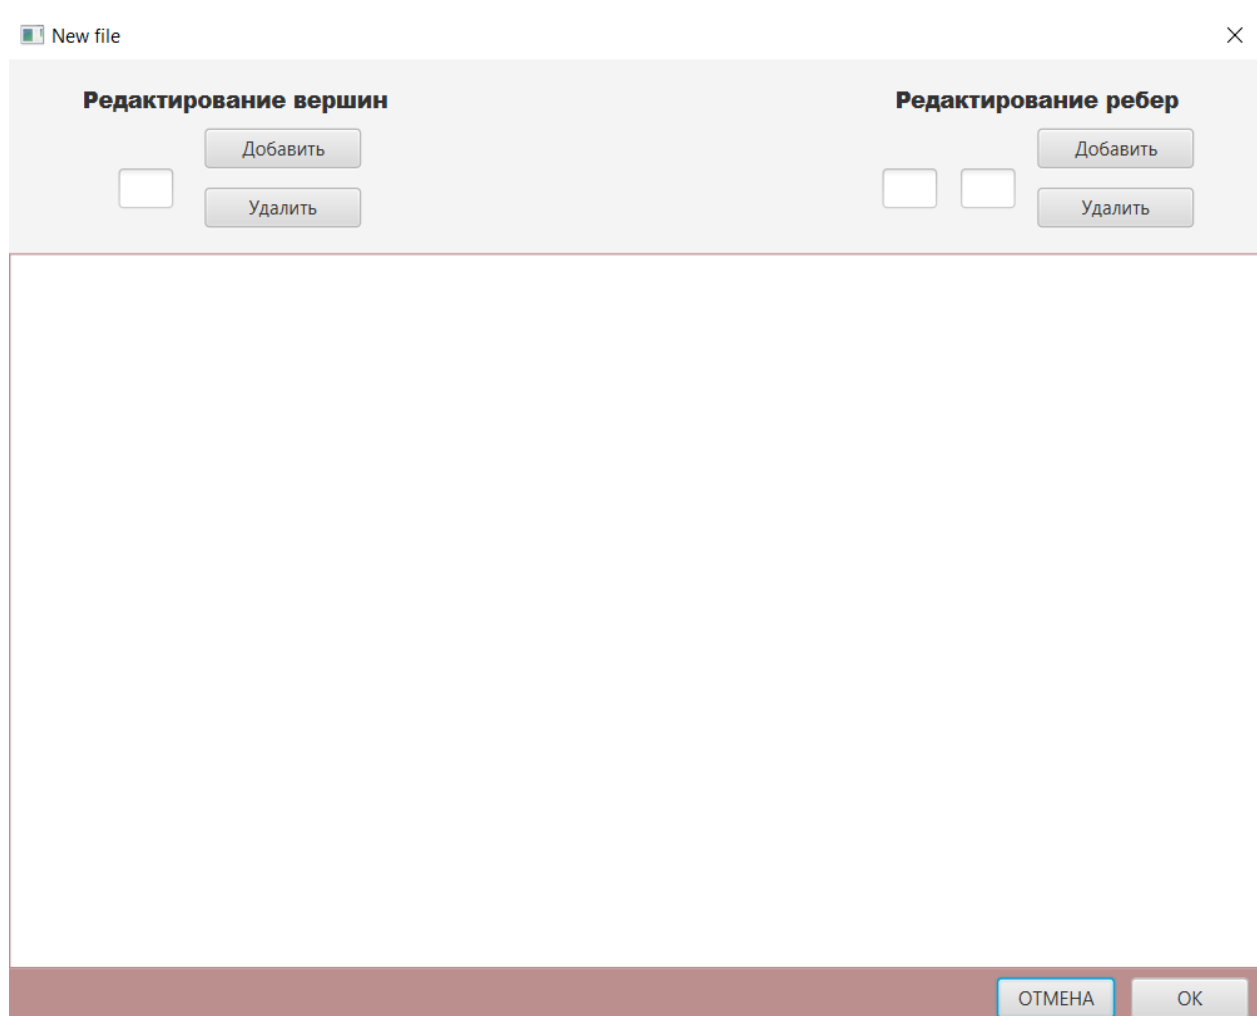 New file
Редактирование вершин
Добавить
Удалить
Редактирование ребер
Добавить
Удалить
ОТМЕНА
OK